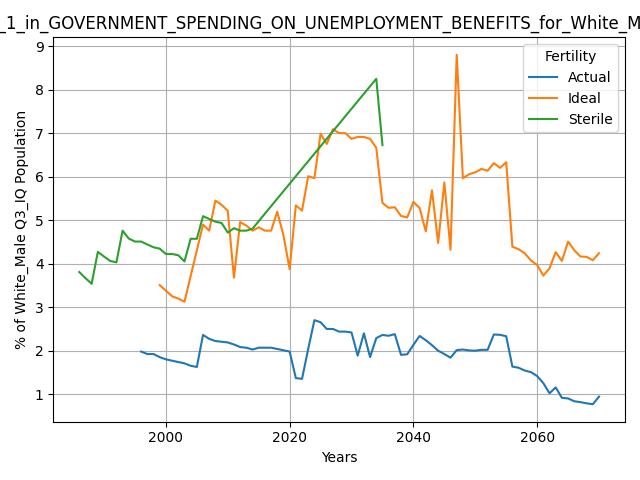 _1_in_GOVERNMENT_SPENDING_ON_UNEMPLOYMENT_BENEFITS_for_White_M
9
8
7
6
5
4
3
2
1
% of White_Male Q3_IQ Population
Fertility
Actual
Ideal
Sterile
2000 2020 2040 2060
Years